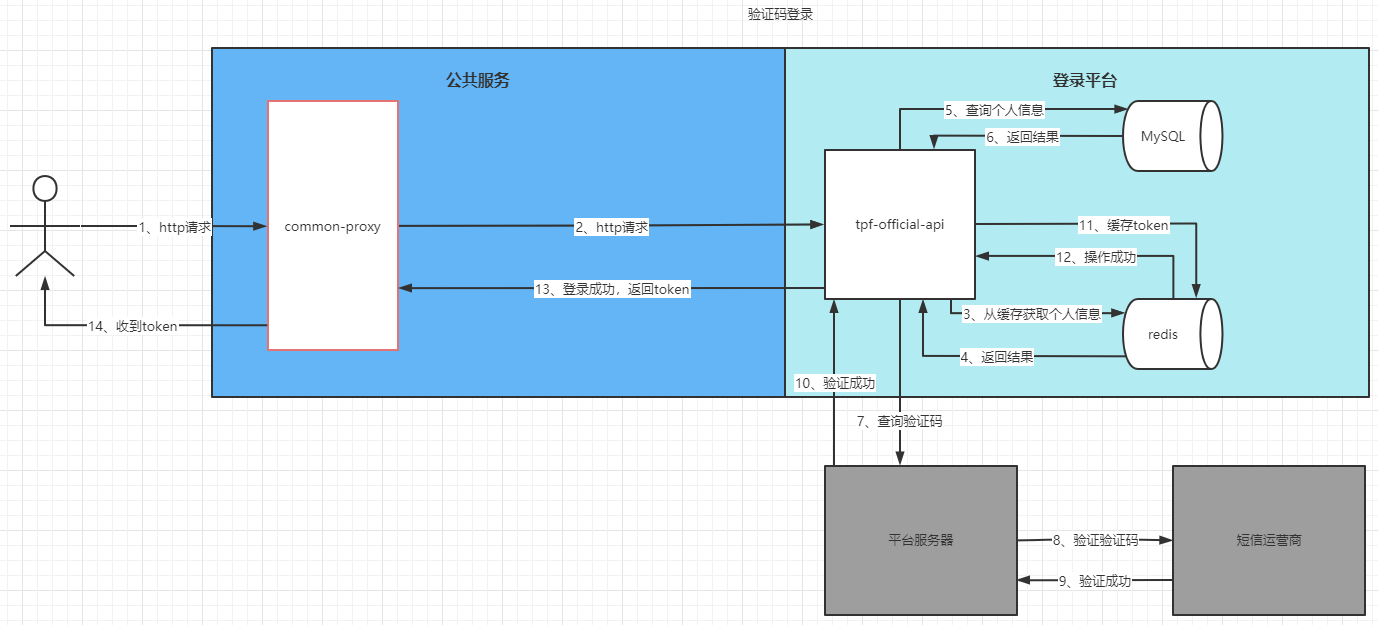 验证码登录
公共服务
登录平台
5、查询个人信息
6、返回结果
MySQL
1、http请求
common-proxy
2、http请求
tpf-official-api
11、缓存token
12、操作成功
13、登录成功，返回token
3、从缓存获取个人信息
14、收到token
redis
4、返回结果
10、验证成功
7、查询验证码
平台服务器
8、验证验证码
短信运营商
9、验证成功